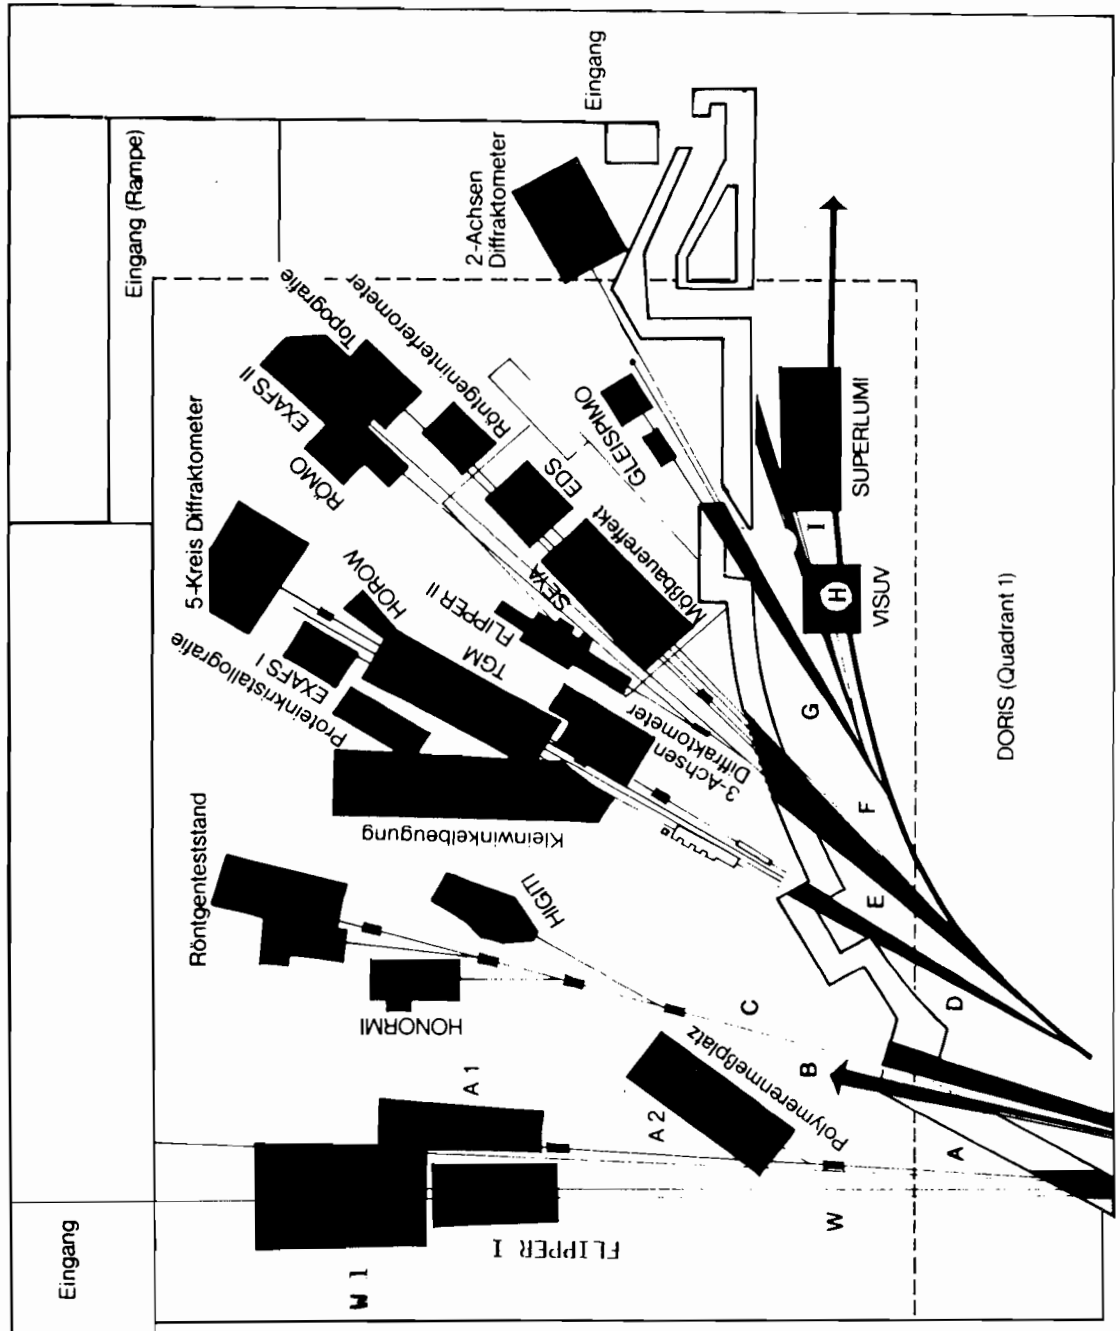 Eingang
Eingang (Rampe)
Eingang
2-Achsen
Diffraktometer
Topografie
Röntgeninterferometer
EXAFS II
RÖMO
5-Kreis Diffraktometer
GLEISPIMO
EDS
Mößbauereffekt
SEYA
FLIPPER II
HOROW
TGM
EXAFS I
Proteinkristallografie
3-Achsen
Diffraktometer
Kleinwinkelbeugung
Röntgenteststand
HIGITI
HONORMI
SUPERLUMI
I
H
VISUV
G
F
E
D
C
B
A
DORIS (Quadrant 1)
A 1
A 2
Polymerenmeßplatz
W
FLIPPER I
W 1
Eingang